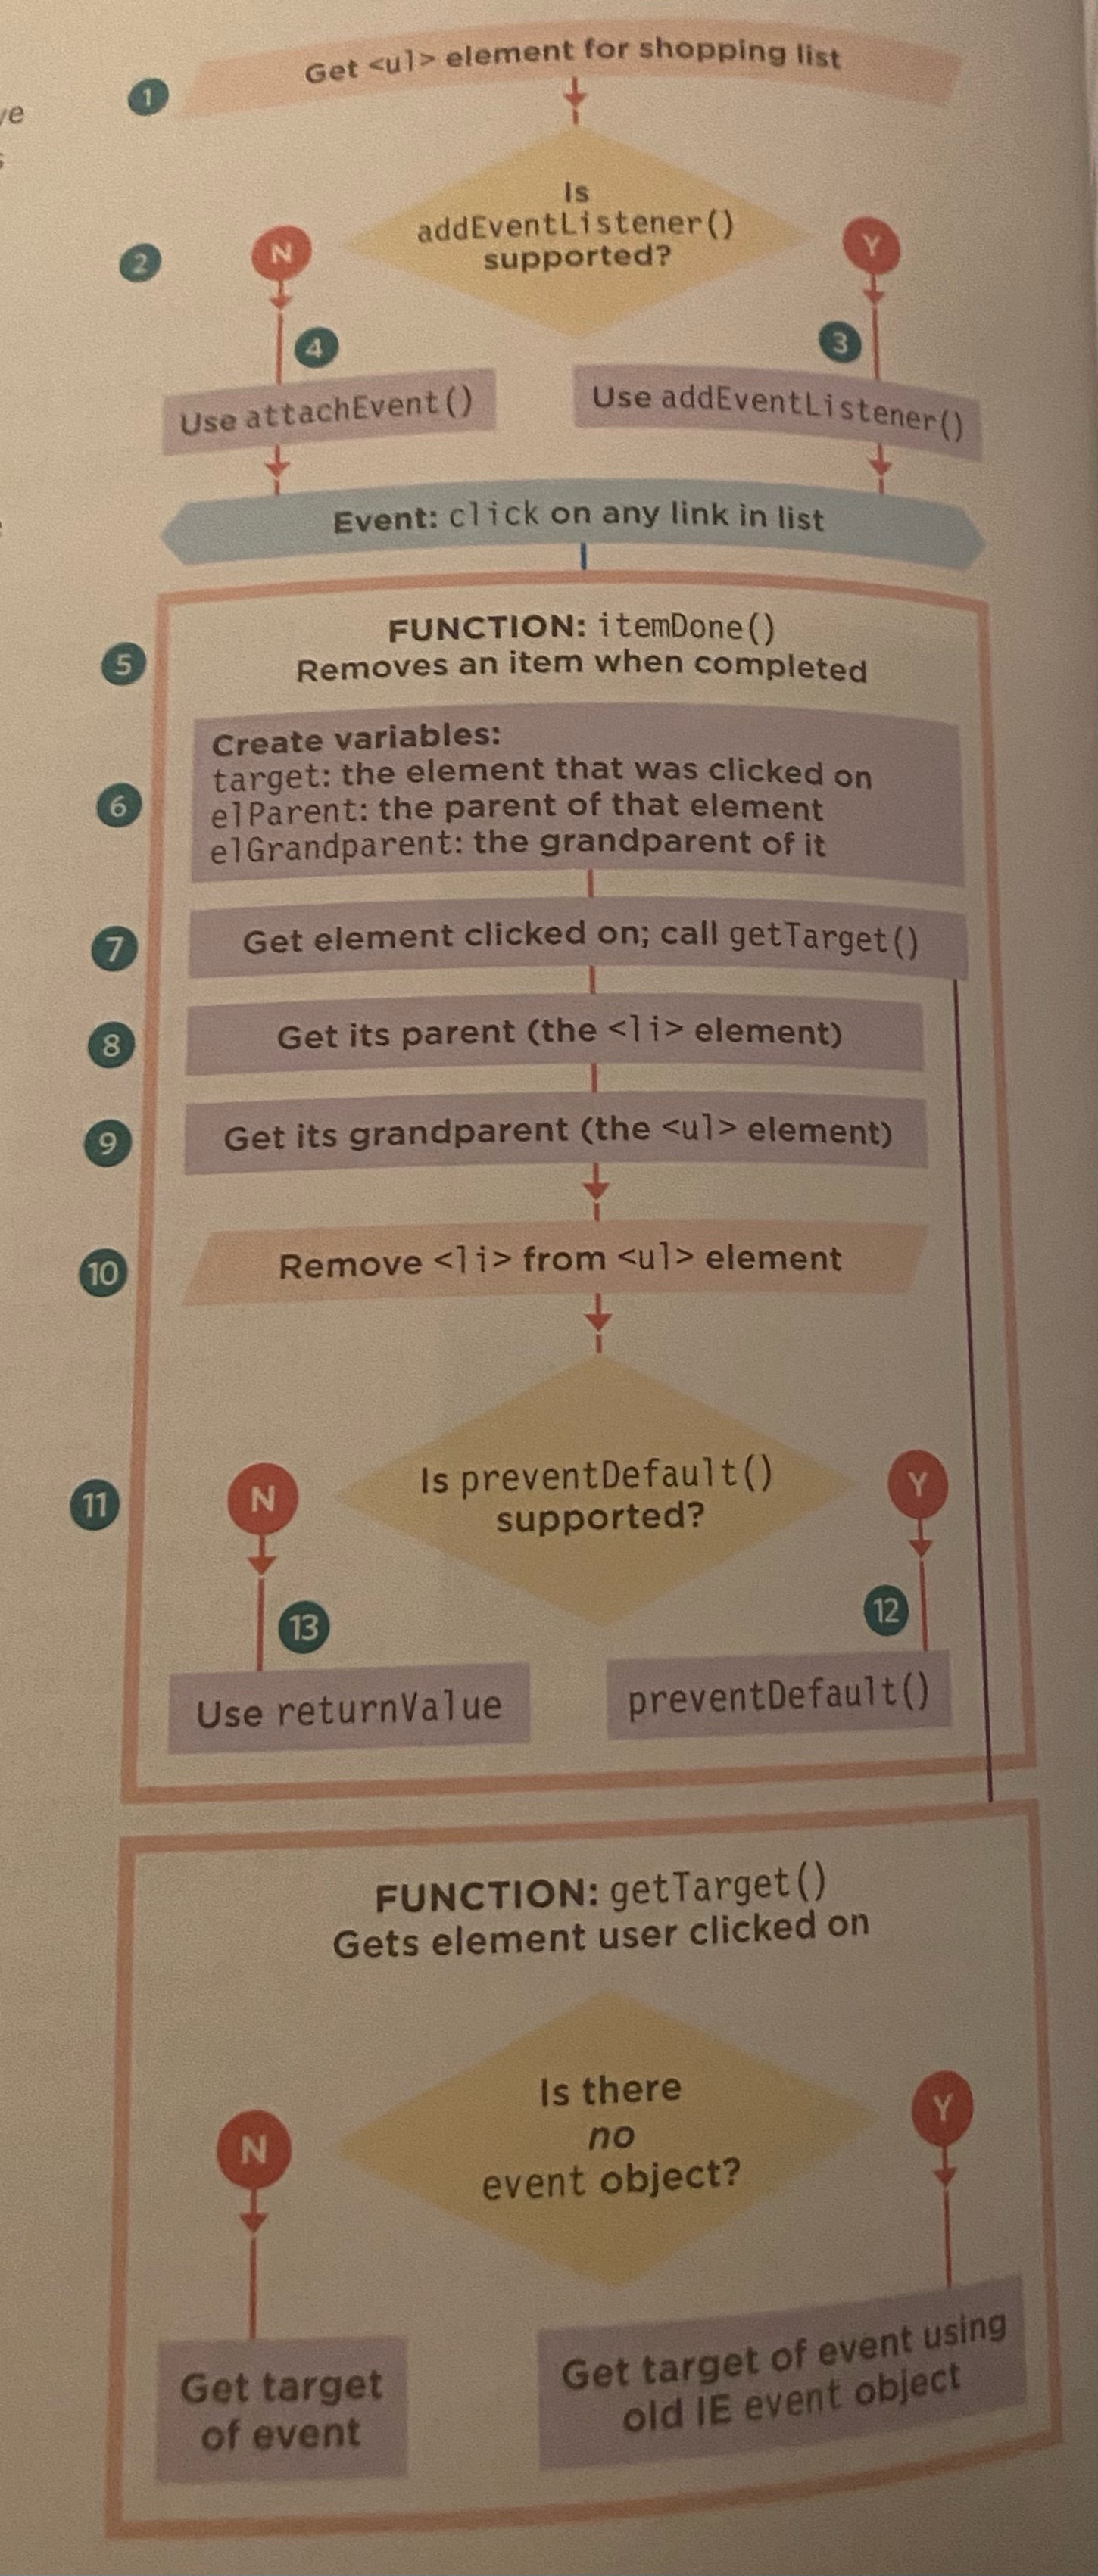 ve
1
Get <ul> element for shopping list
2
Is
addEventListener()
supported?
N
Y
4
3
Use attachEvent()
Use addEventListener()
Event: click on any link in list
5
FUNCTION: itemDone()
Removes an item when completed
6
Create variables:
target: the element that was clicked on
elParent: the parent of that element
elGrandparent: the grandparent of it
7
Get element clicked on; call getTarget()
8
Get its parent (the <li> element)
9
Get its grandparent (the <ul> element)
10
Remove <li> from <ul> element
11
N
Is preventDefault()
supported?
Y
13
12
Use returnValue
preventDefault()
FUNCTION: getTarget()
Gets element user clicked on
N
Is there
no
event object?
Y
Get target
of event
Get target of event using
old IE event object